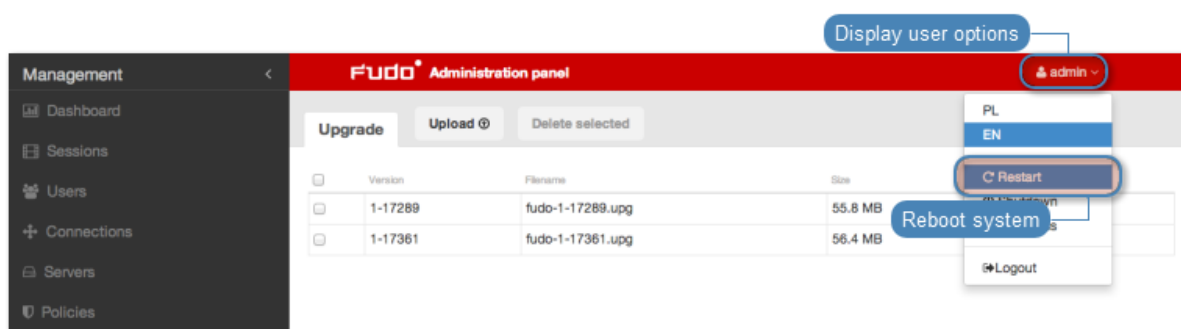 Display user options
Management
FUDO Administration panel
admin
Dashboard
Sessions
Users
Connections
Servers
Policies
Upgrade
Upload
Delete selected
Version Filename Size
1-17289 fudo-1-17289.upg 55.8 MB
1-17361 fudo-1-17361.upg 56.4 MB
PL
EN
Restart
Reboot system
Logout